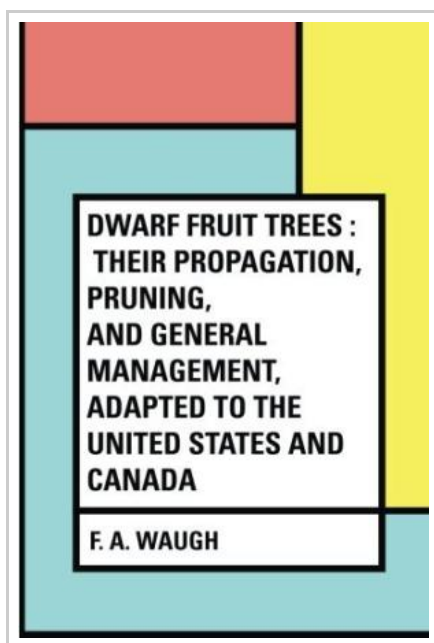 DWARF FRUIT TREES :
THEIR PROPAGATION,
PRUNING,
AND GENERAL
MANAGEMENT,
ADAPTED TO THE
UNITED STATES AND
CANADA
F. A. WAUGH